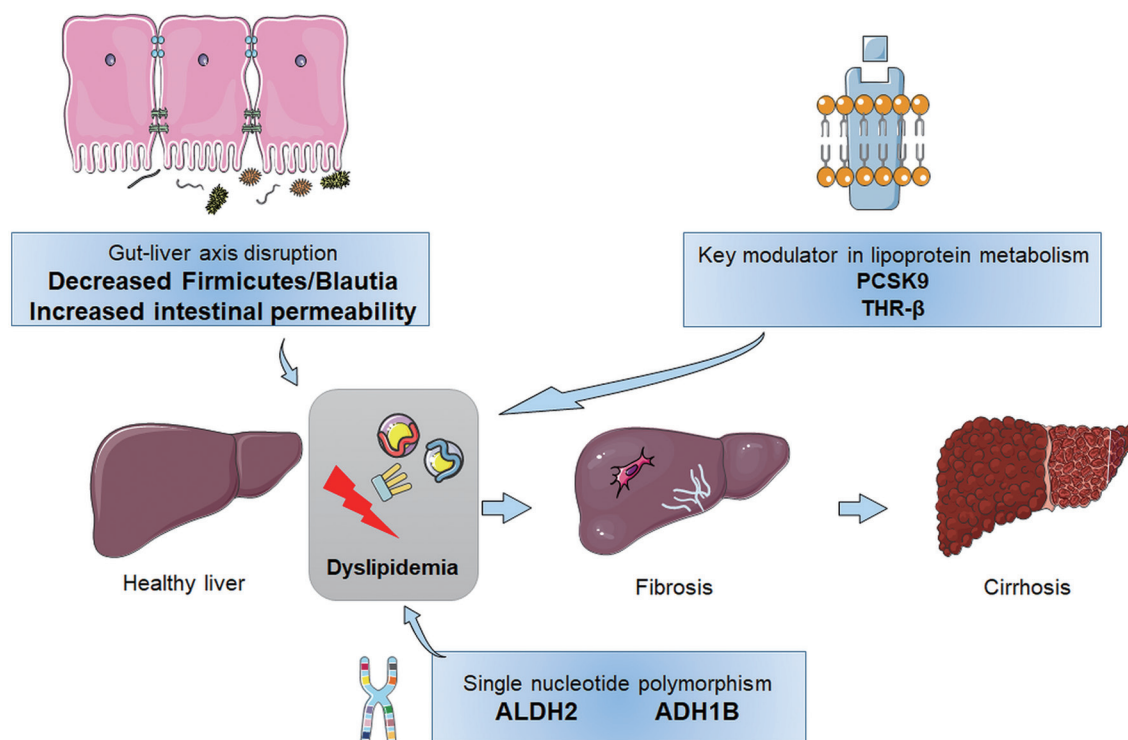 Gut-liver axis disruption
Decreased Firmicutes/Blautia
Increased intestinal permeability
Key modulator in lipoprotein metabolism
PCSK9
THR-β
Healthy liver
Dyslipidemia
Fibrosis
Cirrhosis
Single nucleotide polymorphism
ALDH2 ADH1B